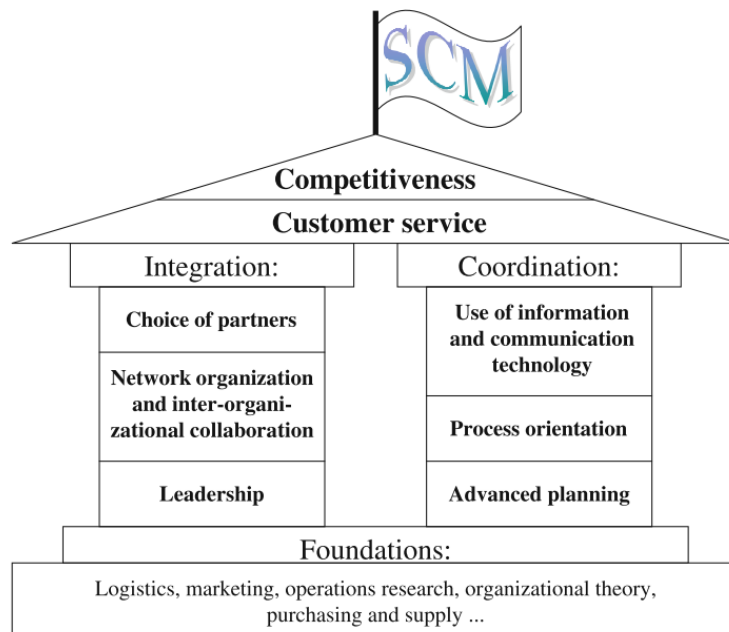 SCM
Competitiveness
Customer service
Integration:
Choice of partners
Network organization
and inter-organi-
zational collaboration
Leadership
Coordination:
Use of information
and communication
technology
Process orientation
Advanced planning
Foundations:
Logistics, marketing, operations research, organizational theory,
purchasing and supply ...